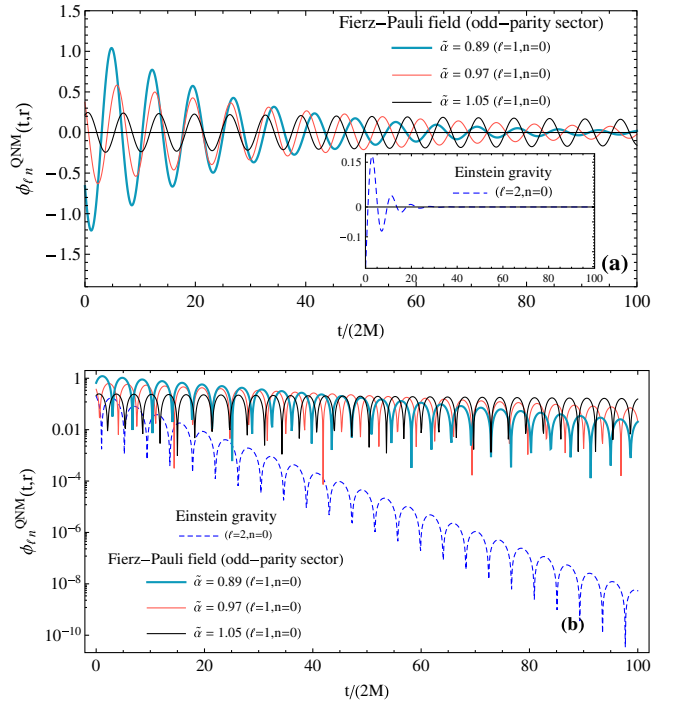 Fierz−Pauli field (odd−parity sector)
α̃ = 0.89 (ℓ=1,n=0)
α̃ = 0.97 (ℓ=1,n=0)
α̃ = 1.05 (ℓ=1,n=0)
1.5
1.0
0.5
0.0
−0.5
−1.0
−1.5
ϕℓ n^QNM(t,r)
0.15
0
−0.1
Einstein gravity
(ℓ=2,n=0)
0 20 40 60 80 100
(a)
0 20 40 60 80 100
t/(2M)
1
0.01
10^−4
10^−6
10^−8
10^−10
ϕℓ n^QNM(t,r)
Einstein gravity
(ℓ=2,n=0)
Fierz−Pauli field (odd−parity sector)
α̃ = 0.89 (ℓ=1,n=0)
α̃ = 0.97 (ℓ=1,n=0)
α̃ = 1.05 (ℓ=1,n=0)
(b)
0 20 40 60 80 100
t/(2M)